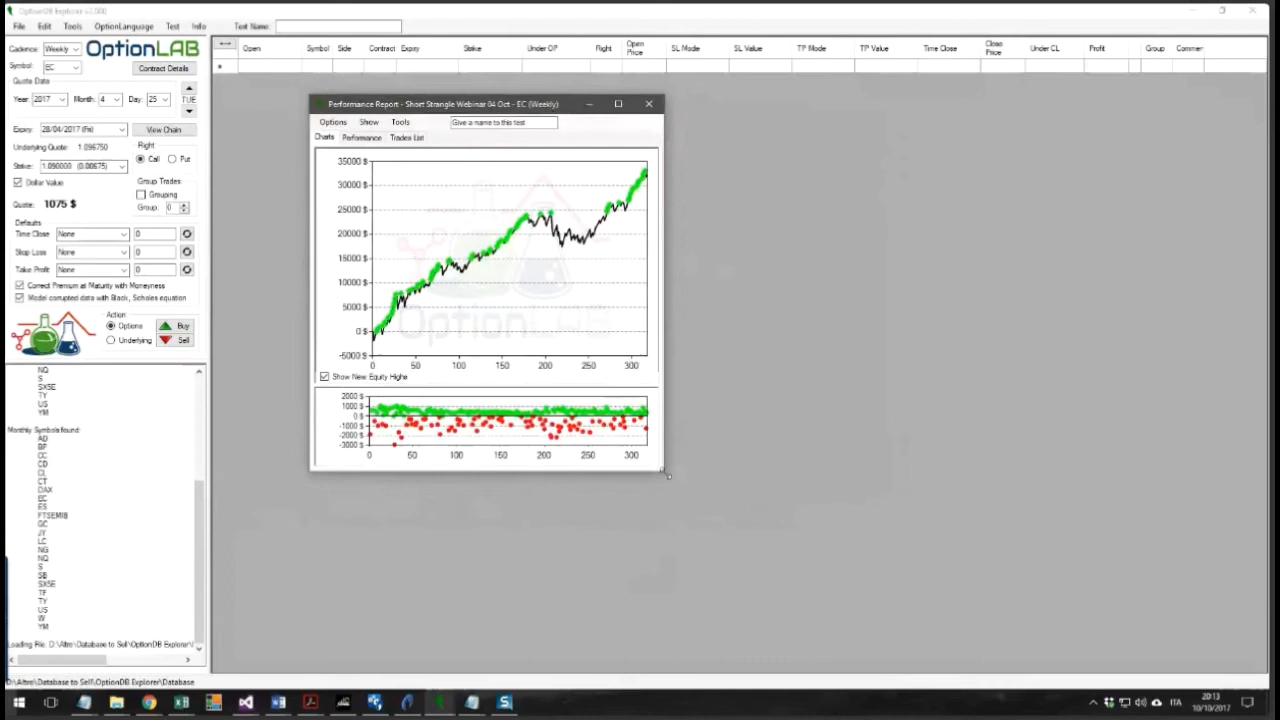 OptionDB Explorer v2.000
File Edit Tools OptionLanguage Test Info Test Name:
Cadence: Weekly OptionLAB
Symbol: EC Contract Details
Quote Data
Year: 2017 Month: 4 Day: 25 TUE
Expiry: 28/04/2017 (Fri) View Chain
Underlying Quote: 1.096750 Right
Strike: 1.090000 (0.00675) Call Put
Dollar Value Group Trades:
Grouping
Quote: 1075 $ Group: 0
Defaults
Time Close None 0
Stop Loss None 0
Take Profit None 0
Correct Premium at Maturity with Moneyness
Model corrupted data with Black, Scholes equation
Action
Options Buy
Underlying Sell
NQ
S
SX5E
TY
US
YM
Monthly Symbols found:
AD
BP
CC
CD
CL
CT
DAX
EC
ES
FTSEMIB
GC
JY
LC
NG
NQ
S
SB
SX5E
TF
TY
US
W
YM
Loading File: D:\Altro\Database to Sell\OptionDB Explorer\
D:\Altro\Database to Sell\OptionDB Explorer\Database
Open Symbol Side Contract Expiry Strike Under OP Right Open Price SL Mode SL Value TP Mode TP Value Time Close Close Price Under CL Profit Group Commen
Performance Report - Short Strangle Webinar 04 Oct - EC (Weekly)
Options Show Tools Give a name to this test
Charts Performance Trades List
35000 $
30000 $
25000 $
20000 $
15000 $
10000 $
5000 $
0 $
-5000 $
0 50 100 150 200 250 300
OptionLAB
Show New Equity Highs
2000 $
1000 $
0 $
-1000 $
-2000 $
-3000 $
0 50 100 150 200 250 300
ITA
20:13
10/10/2017